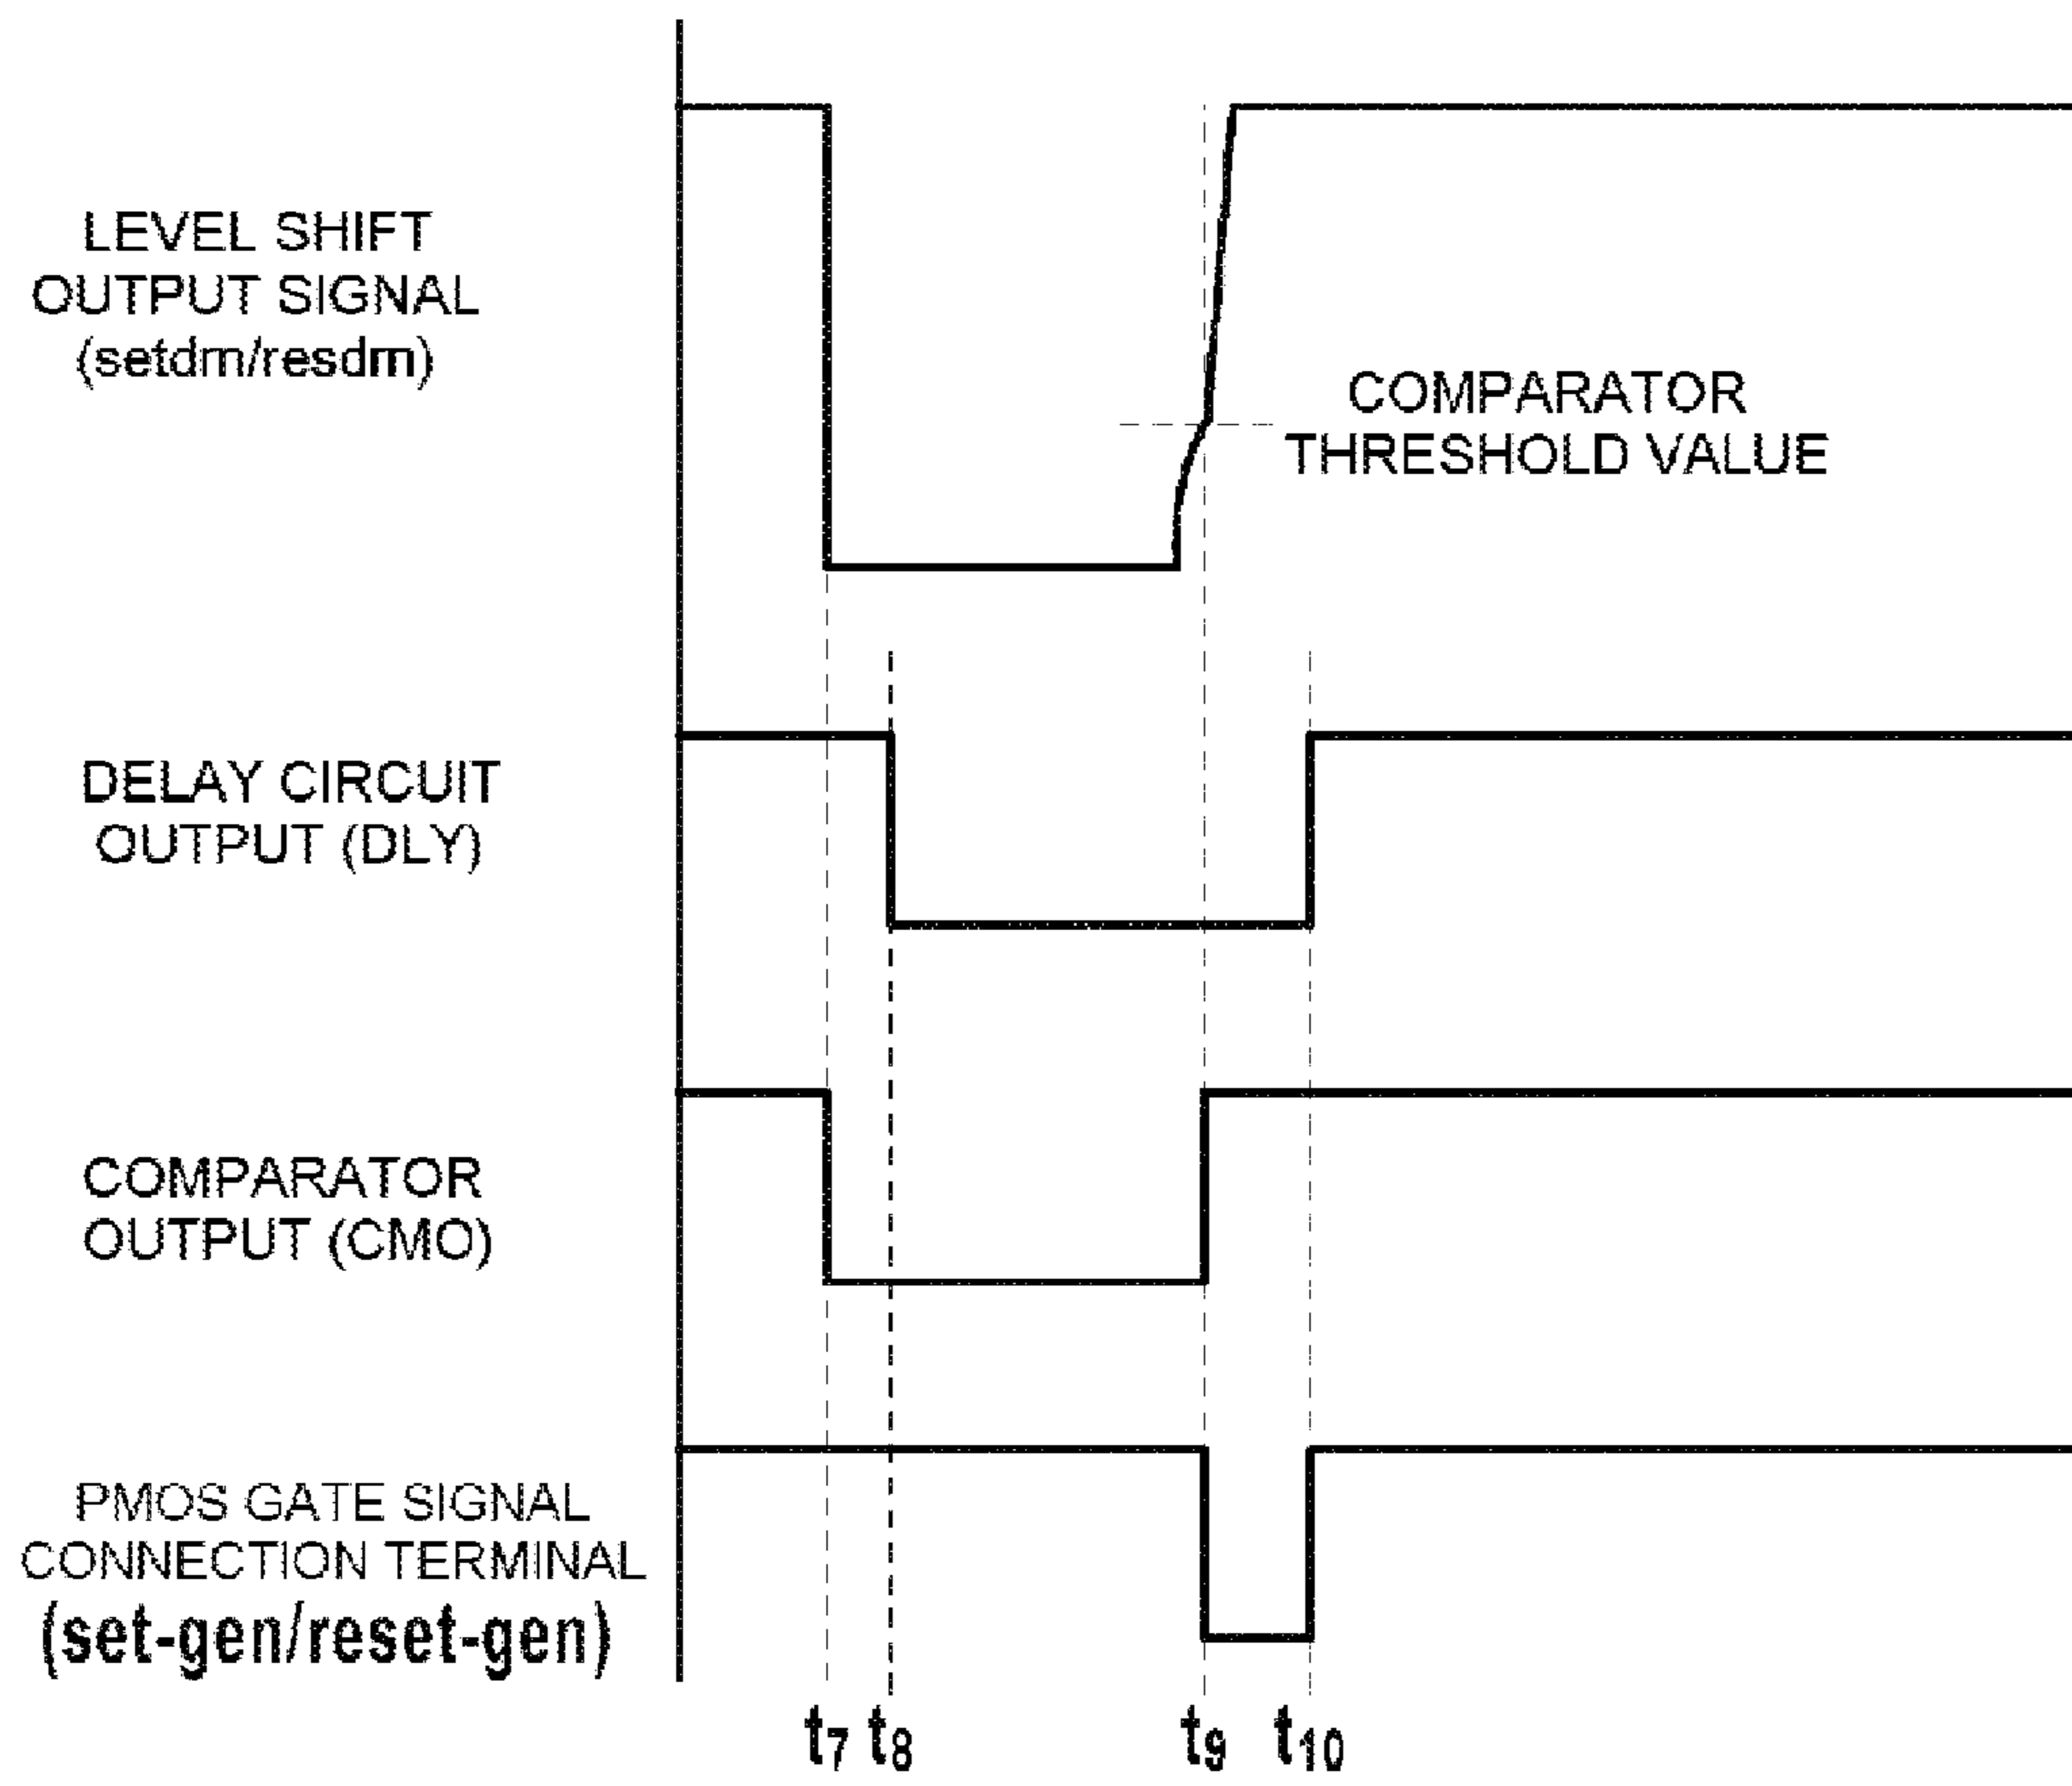 LEVEL SHIFT
OUTPUT SIGNAL
(setdm/resdm)
COMPARATOR
THRESHOLD VALUE
DELAY CIRCUIT
OUTPUT (DLY)
COMPARATOR
OUTPUT (CMO)
PMOS GATE SIGNAL
CONNECTION TERMINAL
(set-gen/reset-gen)
t7 t8 t9 t10